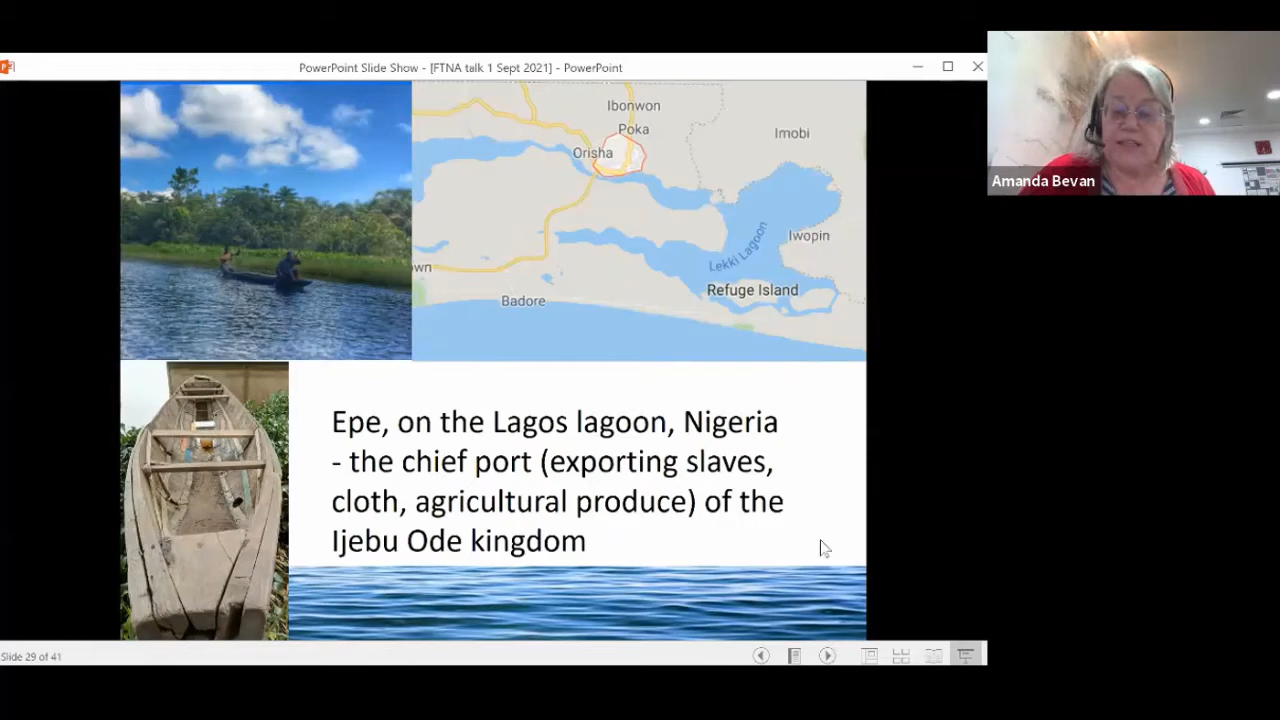 PowerPoint Slide Show - [FTNA talk 1 Sept 2021] - PowerPoint
Ibonwon
Poka
Orisha
Imobi
Iwopin
Lekki Lagoon
own
Refuge Island
Badore
Amanda Bevan
Epe, on the Lagos lagoon, Nigeria
- the chief port (exporting slaves,
cloth, agricultural produce) of the
Ijebu Ode kingdom
Slide 29 of 41